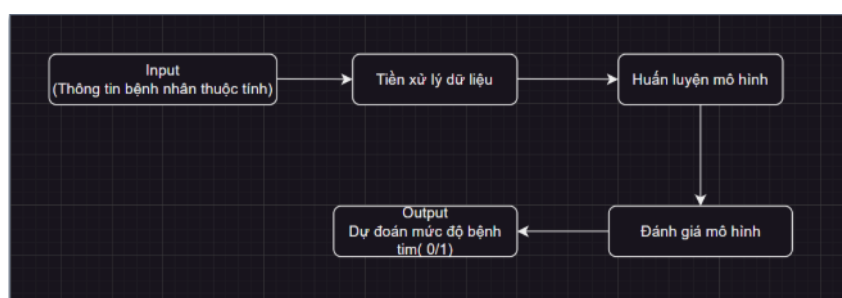 Input
(Thông tin bệnh nhân thuộc tính)
Tiền xử lý dữ liệu
Huấn luyện mô hình
Output
Dự đoán mức độ bệnh
tim( 0/1)
Đánh giá mô hình